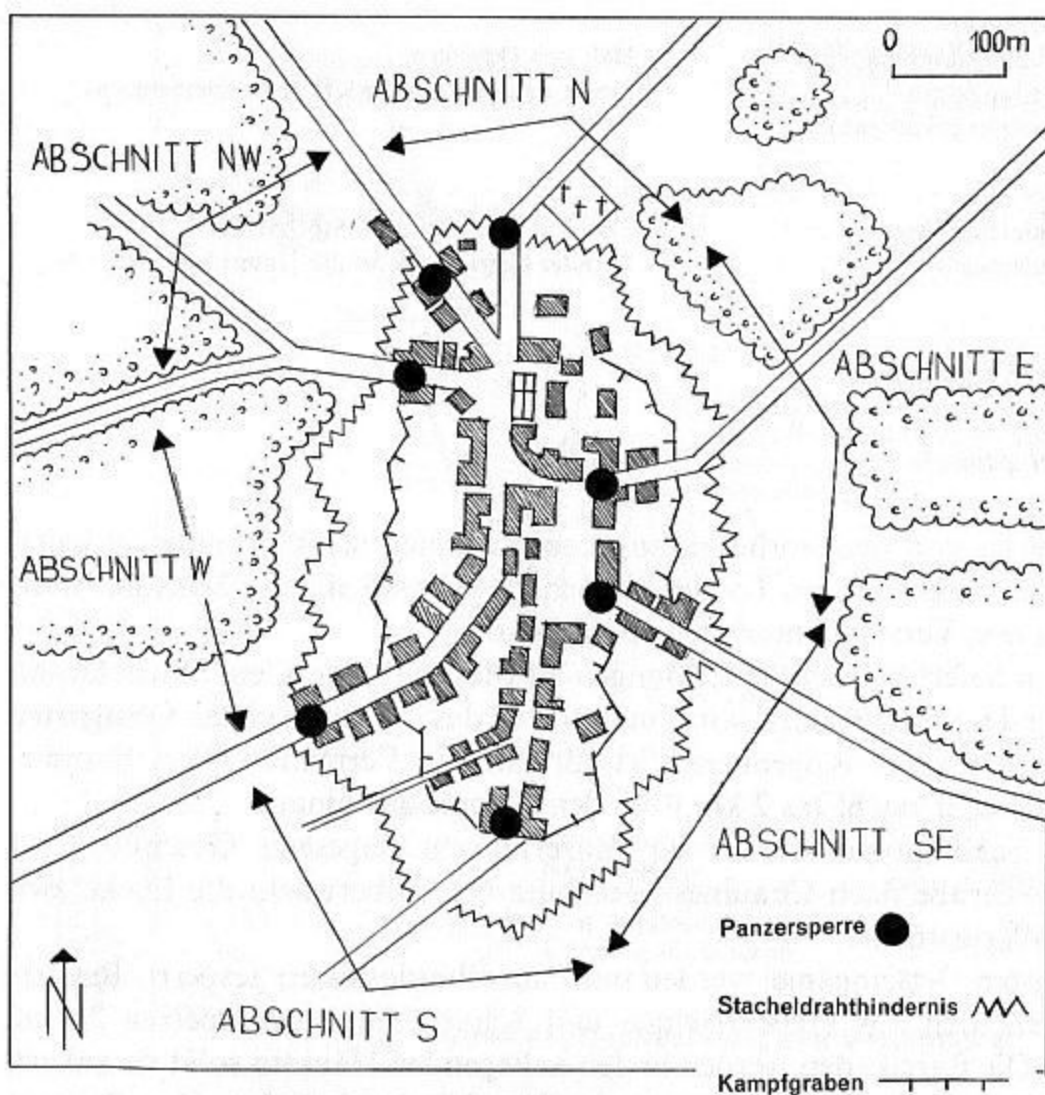 0 100m
ABSCHNITT N
ABSCHNITT NW
ABSCHNITT E
ABSCHNITT W
ABSCHNITT SE
Panzersperre
N
Stacheldrahthindernis
ABSCHNITT S
Kampfgraben